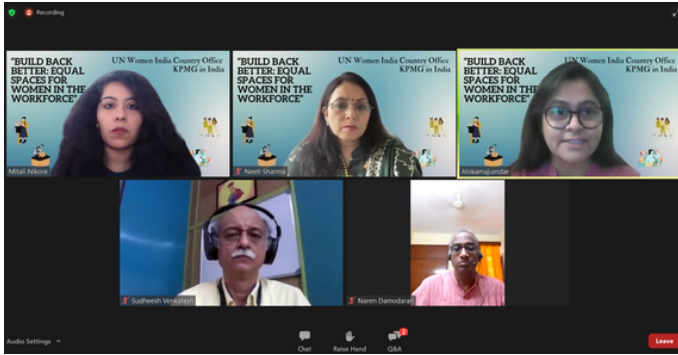 Recording
"BUILD BACK
BETTER: EQUAL
SPACES FOR
WOMEN IN THE
WORKFORCE"
UN Women India Country Office
KPMG in India
Mitali Nikore
"BUILD BACK
BETTER: EQUAL
SPACES FOR
WOMEN IN THE
WORKFORCE"
UN Women India Country Office
KPMG in India
Neeti Sharma
"BUILD BACK
BETTER: EQUAL
SPACES FOR
WOMEN IN THE
WORKFORCE"
UN Women India Country Office
KPMG in India
Alokamajumdar
Sudheesh Venkatesh
Naren Damodaran
Audio Settings
Chat
Raise Hand
2
Q&A
Leave